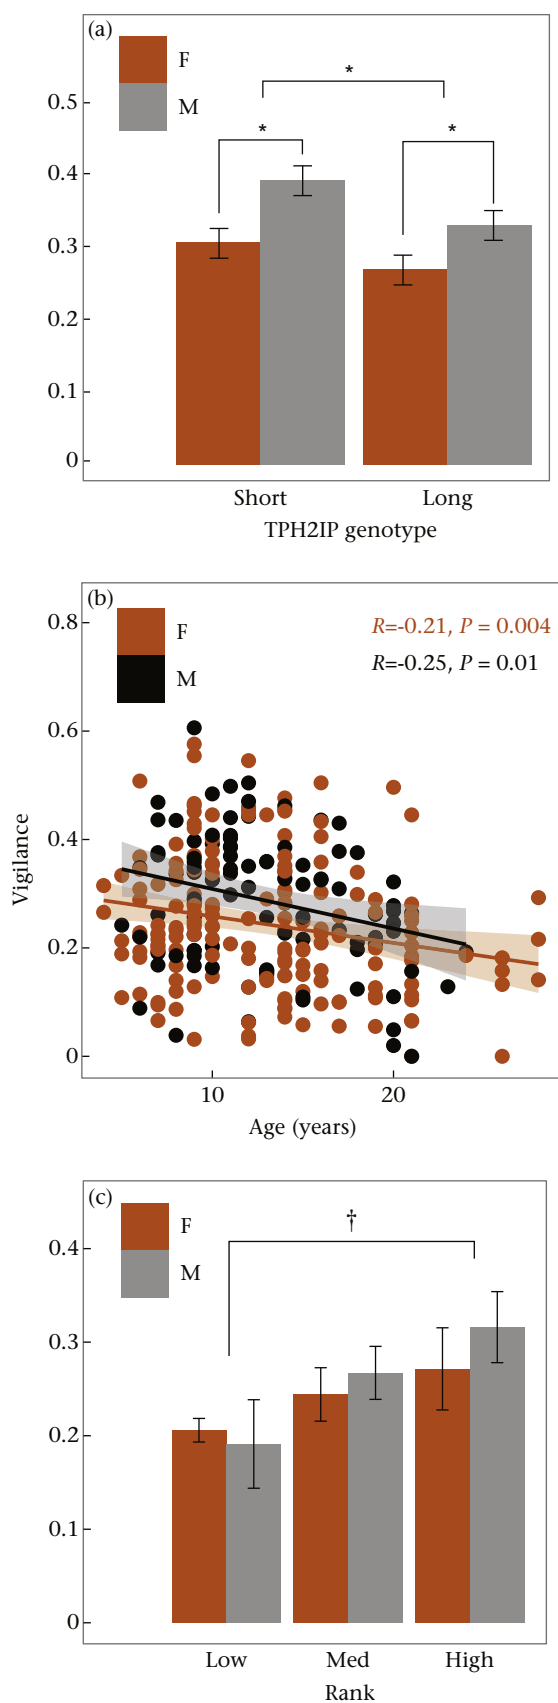 (a)
F
M
*
*
*
0.5
0.4
0.3
0.2
0.1
0
Short
Long
TPH2IP genotype
(b)
F
M
R=-0.21, P = 0.004
R=-0.25, P = 0.01
0.8
0.6
0.4
0.2
0
Vigilance
10
20
Age (years)
(c)
F
M
†
0.4
0.3
0.2
0.1
0
Low
Med
High
Rank